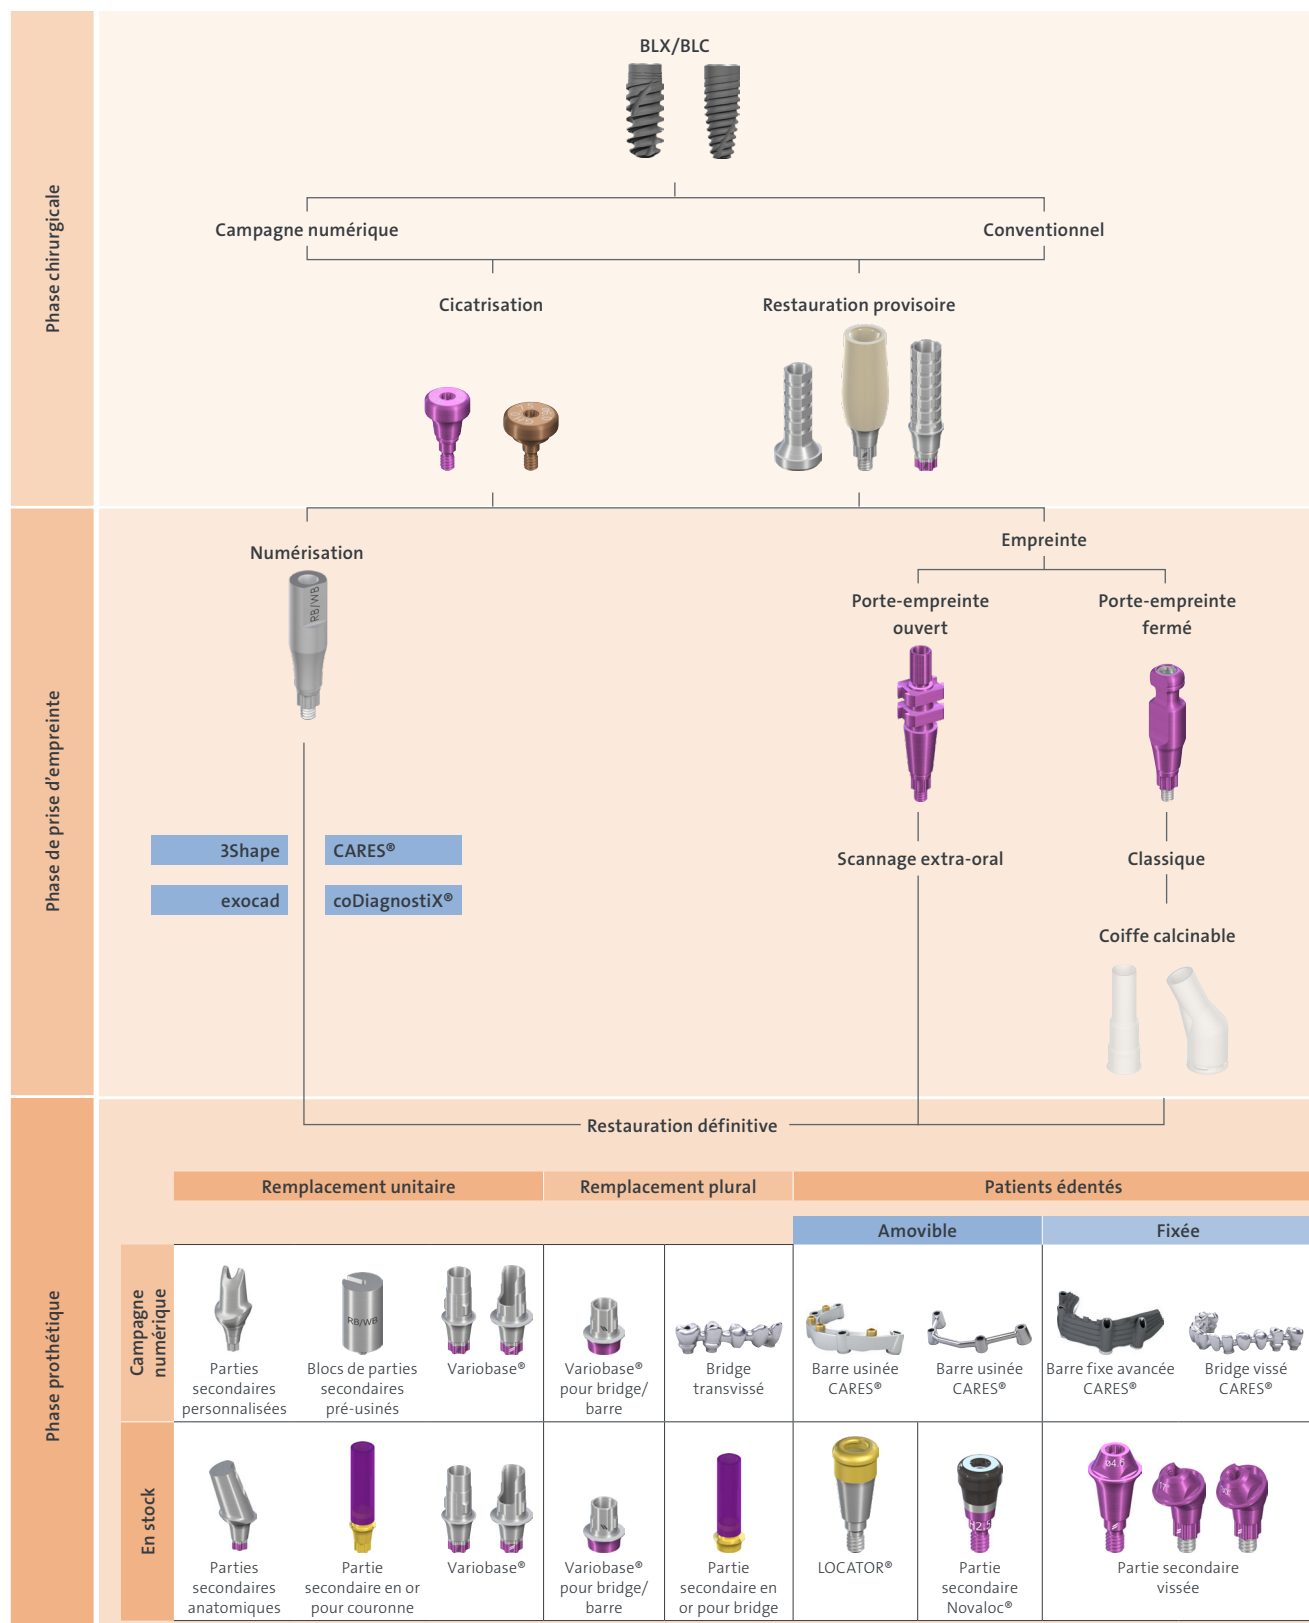 BLX/BLC
Phase chirurgicale
Campagne numérique
Conventionnel
Cicatrisation
Restauration provisoire
Phase de prise d'empreinte
Numérisation
RB/WB
Empreinte
Porte-empreinte
ouvert
Porte-empreinte
fermé
3Shape
CARES®
exocad
coDiagnostiX®
Scannage extra-oral
Classique
Coiffe calcinable
Phase prothétique
Restauration définitive
Remplacement unitaire
Remplacement plural
Patients édentés
Amovible
Fixée
Campagne
numérique
RB/WB
Parties
secondaires
personnalisées
Blocs de parties
secondaires
pré-usinés
Variobase®
Variobase®
pour bridge/
barre
Bridge
transvissé
Barre usinée
CARES®
Barre usinée
CARES®
Barre fixe avancée
CARES®
Bridge vissé
CARES®
En stock
Ø4.6
Parties
secondaires
anatomiques
Partie
secondaire en or
pour couronne
Variobase®
Variobase®
pour bridge/
barre
Partie
secondaire en
or pour bridge
LOCATOR®
Partie
secondaire
Novaloc®
Partie secondaire
vissée